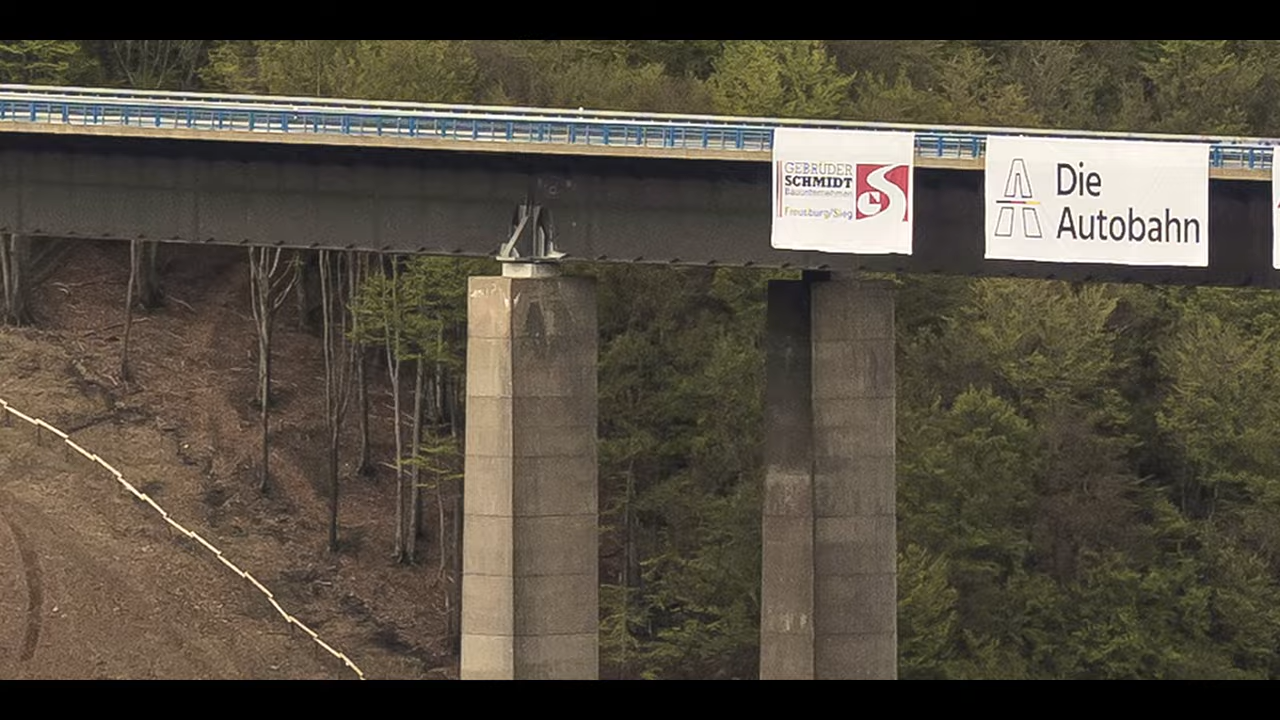 GEBRÜDER
SCHMIDT
Bauunternehmen
Freusburg/Sieg
Die
Autobahn